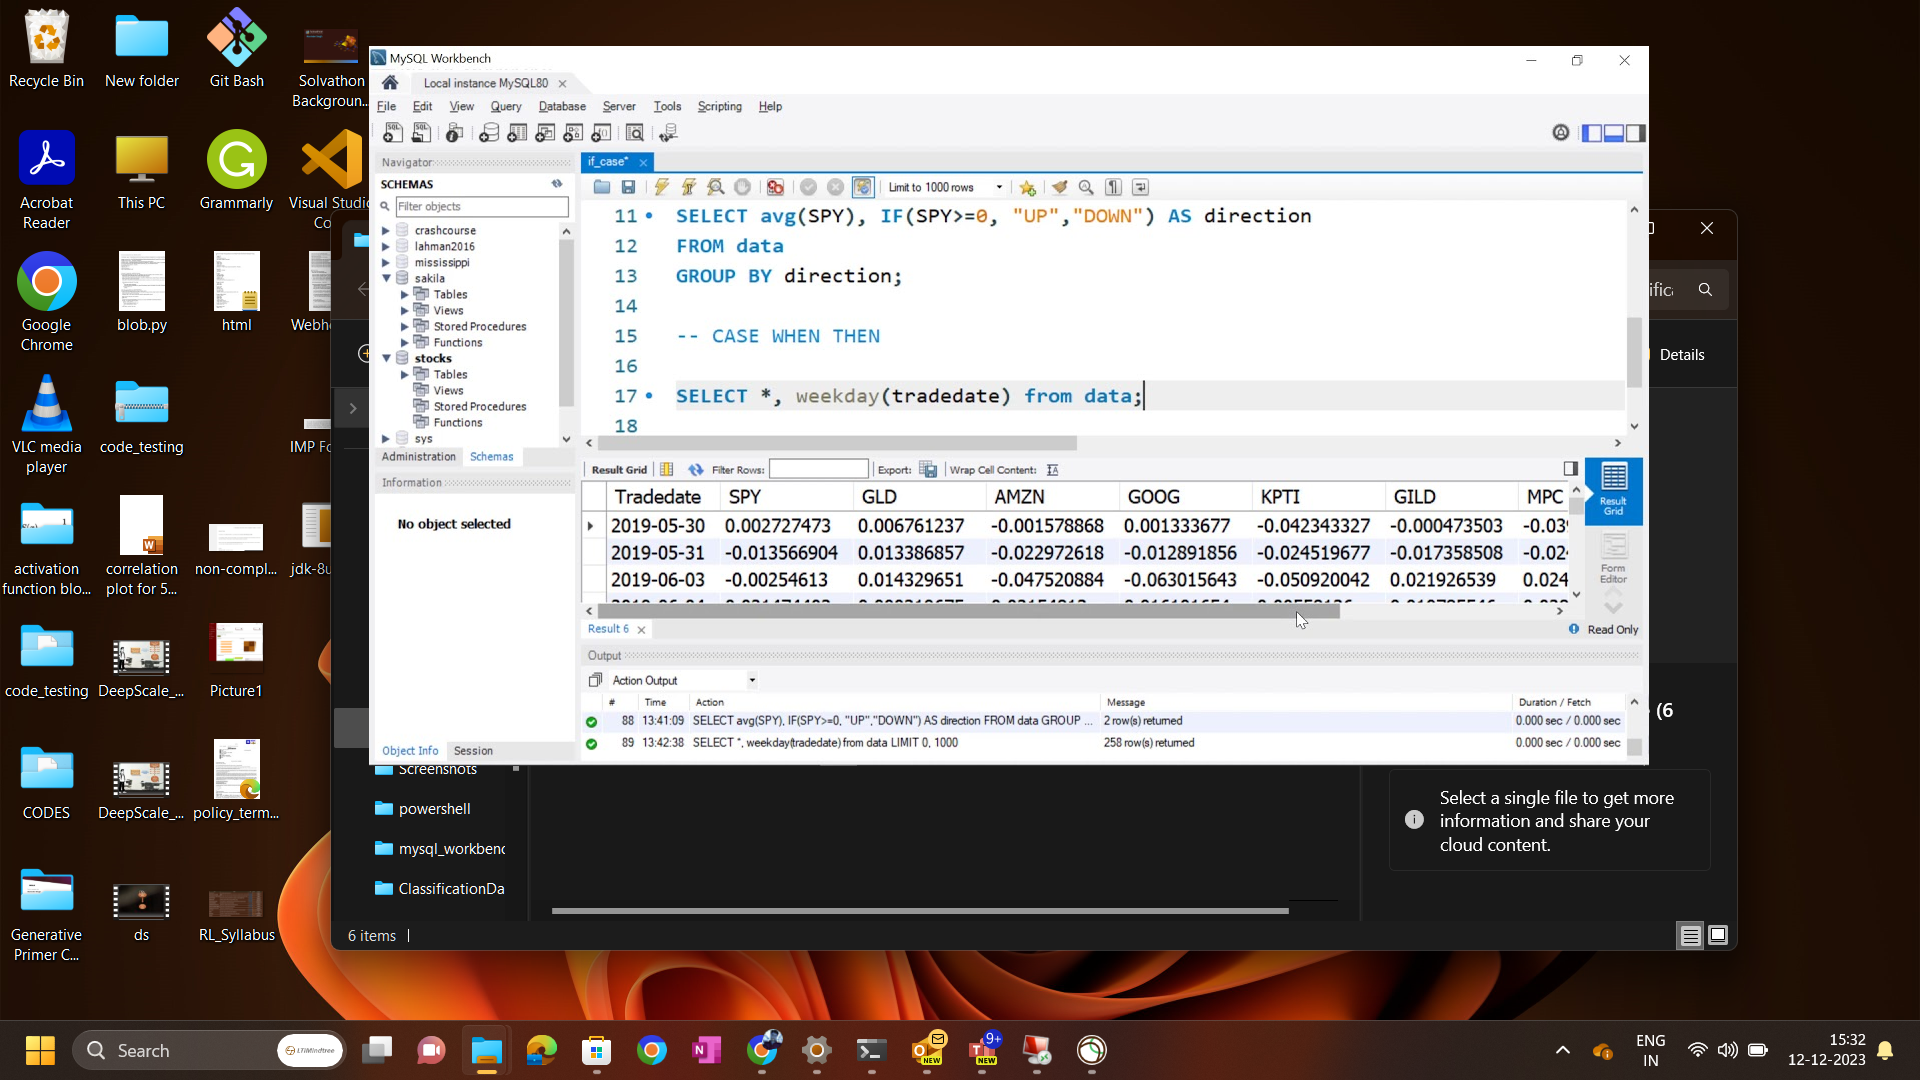 Recycle Bin
New folder
Git Bash
Solvathon
Backgroun...
Acrobat
Reader
This PC
Grammarly
Visual Studio
Co
Google
Chrome
blob.py
html
Webh
VLC media
player
code_testing
IMP Fo
activation
function blo...
correlation
plot for 5...
non-compl...
jdk-8u
code_testing
DeepScale_...
Picture1
CODES
DeepScale_...
policy_term...
Generative
Primer C...
ds
RL_Syllabus
MySQL Workbench
Local instance MySQL80
File Edit View Query Database Server Tools Scripting Help
Navigator
SCHEMAS
Filter objects
crashcourse
lahman2016
mississippi
sakila
Tables
Views
Stored Procedures
Functions
stocks
Tables
Views
Stored Procedures
Functions
sys
Administration Schemas
Information
No object selected
Object Info Session
if_case*
Limit to 1000 rows
11 SELECT avg(SPY), IF(SPY>=0, "UP","DOWN") AS direction
12 FROM data
13 GROUP BY direction;
14
15 -- CASE WHEN THEN
16
17 SELECT *, weekday(tradedate) from data;
18
Result Grid Filter Rows: Export: Wrap Cell Content:
Tradedate SPY GLD AMZN GOOG KPTI GILD MPC
2019-05-30 0.002727473 0.006761237 -0.001578868 0.001333677 -0.042343327 -0.000473503
2019-05-31 -0.013566904 0.013386857 -0.022972618 -0.012891856 -0.024519677 -0.017358508 -0.02
2019-06-03 -0.00254613 0.014329651 -0.047520884 -0.063015643 -0.050920042 0.021926539 0.024
Result
Grid
Form
Editor
Result 6
Read Only
Output
Action Output
# Time Action Message Duration / Fetch
88 13:41:09 SELECT avg(SPY), IF(SPY>=0, "UP","DOWN") AS direction FROM data GROUP ... 2 row(s) returned 0.000 sec / 0.000 sec
89 13:42:38 SELECT *, weekday(tradedate) from data LIMIT 0, 1000 258 row(s) returned 0.000 sec / 0.000 sec
Details
(6
Select a single file to get more
information and share your
cloud content.
Screenshots
powershell
mysql_workbenc
ClassificationDa
6 items
Search
LTIMindtree
NEW
9+
NEW
ENG
IN
15:32
12-12-2023